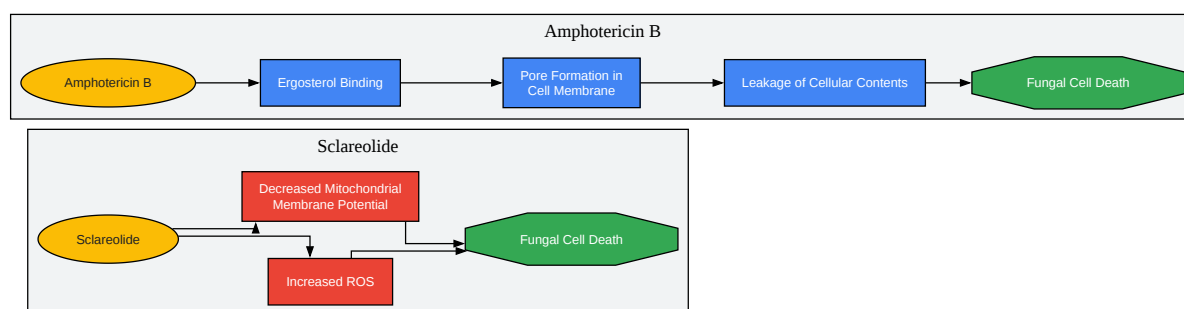 Amphotericin B
Amphotericin B
Ergosterol Binding
Pore Formation in
Cell Membrane
Leakage of Cellular Contents
Fungal Cell Death
Sclareolide
Sclareolide
Decreased Mitochondrial
Membrane Potential
Increased ROS
Fungal Cell Death